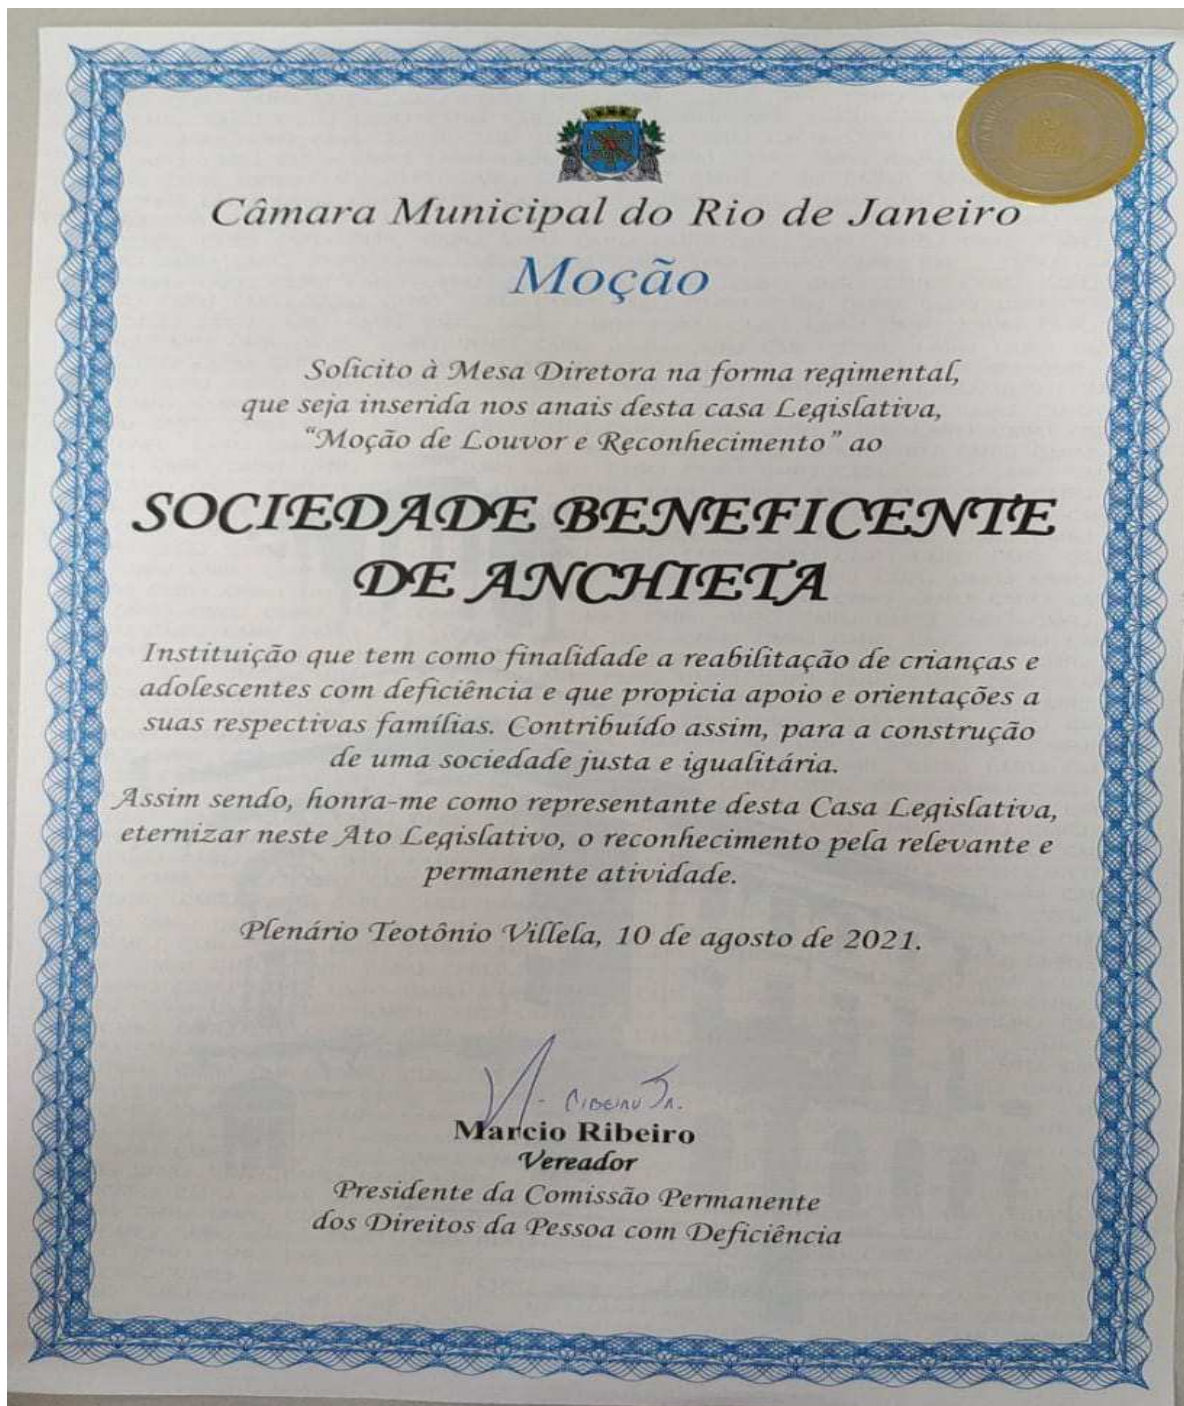 Câmara Municipal do Rio de Janeiro
Moção
Solicito à Mesa Diretora na forma regimental,
que seja inserida nos anais desta casa Legislativa,
“Moção de Louvor e Reconhecimento” ao
SOCIEDADE BENEFICENTE
DE ANCHIETA
Instituição que tem como finalidade a reabilitação de crianças e
adolescentes com deficiência e que propicia apoio e orientações a
suas respectivas famílias. Contribuído assim, para a construção
de uma sociedade justa e igualitária.
Assim sendo, honra-me como representante desta Casa Legislativa,
eternizar neste Ato Legislativo, o reconhecimento pela relevante e
permanente atividade.
Plenário Teotônio Villela, 10 de agosto de 2021.
Ribeiro Jr.
Marcio Ribeiro
Vereador
Presidente da Comissão Permanente
dos Direitos da Pessoa com Deficiência